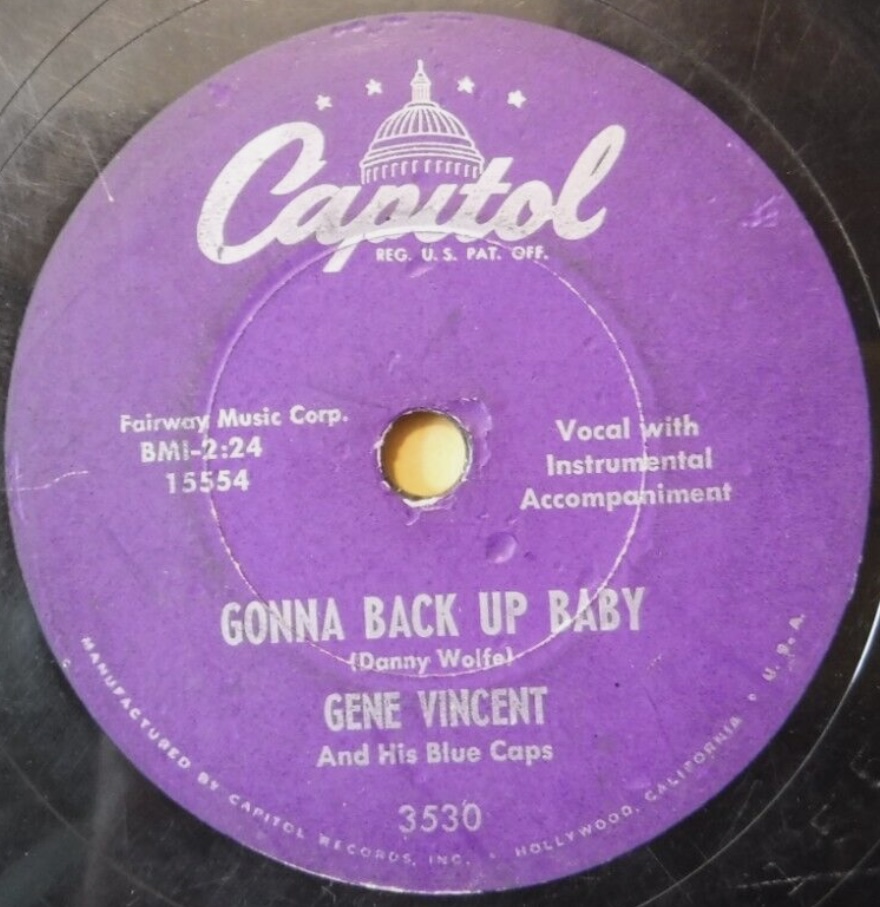 Capitol
REG. U. S. PAT. OFF.
Fairway Music Corp.
BMI-2:24
15554
Vocal with
Instrumental
Accompaniment
GONNA BACK UP BABY
(Danny Wolfe)
GENE VINCENT
And His Blue Caps
3530
MANUFACTURED BY CAPITOL RECORDS, INC. • HOLLYWOOD, CALIFORNIA • U. S. A.